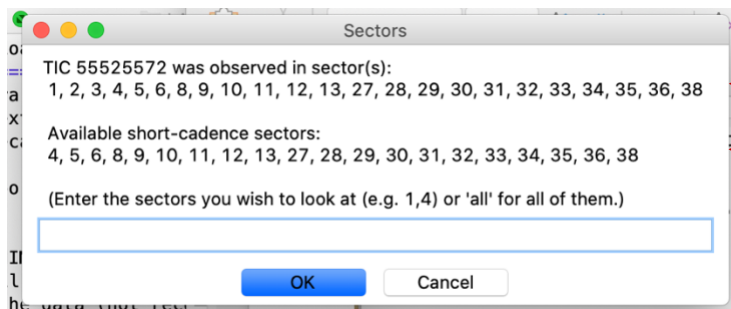 Sectors
TIC 55525572 was observed in sector(s):
1, 2, 3, 4, 5, 6, 8, 9, 10, 11, 12, 13, 27, 28, 29, 30, 31, 32, 33, 34, 35, 36, 38
Available short-cadence sectors:
4, 5, 6, 8, 9, 10, 11, 12, 13, 27, 28, 29, 30, 31, 32, 33, 34, 35, 36, 38
(Enter the sectors you wish to look at (e.g. 1,4) or 'all' for all of them.)
OK
Cancel